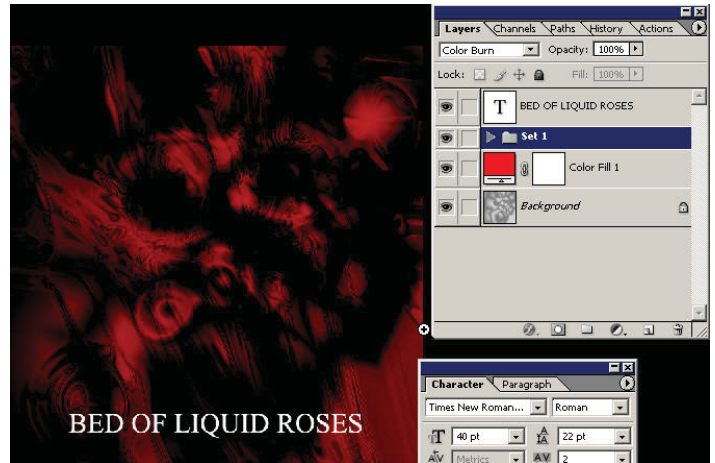 Layers Channels Paths History Actions
Color Burn Opacity: 100%
Lock: Fill: 100%
T BED OF LIQUID ROSES
Set 1
Color Fill 1
Background
BED OF LIQUID ROSES
Character Paragraph
Times New Roman... Roman
T 40 pt A A 22 pt
AV Metrics AV 2